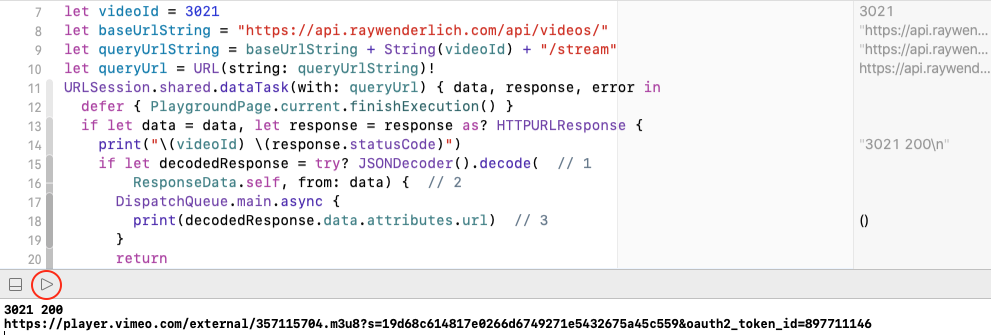 7 let videoId = 3021 3021
8 let baseUrlString = "https://api.raywenderlich.com/api/videos/" "https://api.raywen...
9 let queryUrlString = baseUrlString + String(videoId) + "/stream" "https://api.raywen...
10 let queryUrl = URL(string: queryUrlString)! https://api.raywend...
11 URLSession.shared.dataTask(with: queryUrl) { data, response, error in
12 defer { PlaygroundPage.current.finishExecution() }
13 if let data = data, let response = response as? HTTPURLResponse {
14 print("\(videoId) \(response.statusCode)") "3021 200\n"
15 if let decodedResponse = try? JSONDecoder().decode( // 1
16 ResponseData.self, from: data) { // 2
17 DispatchQueue.main.async {
18 print(decodedResponse.data.attributes.url) // 3 ()
19 }
20 return
3021 200
https://player.vimeo.com/external/357115704.m3u8?s=19d68c614817e0266d6749271e5432675a45c559&oauth2_token_id=897711146